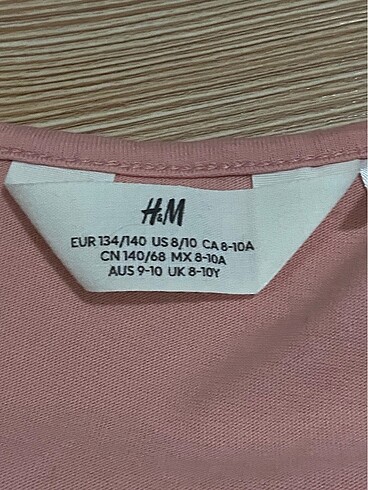 H&M
EUR 134/140 US 8/10 CA 8-10A
CN 140/68 MX 8-10A
AUS 9-10 UK 8-10Y